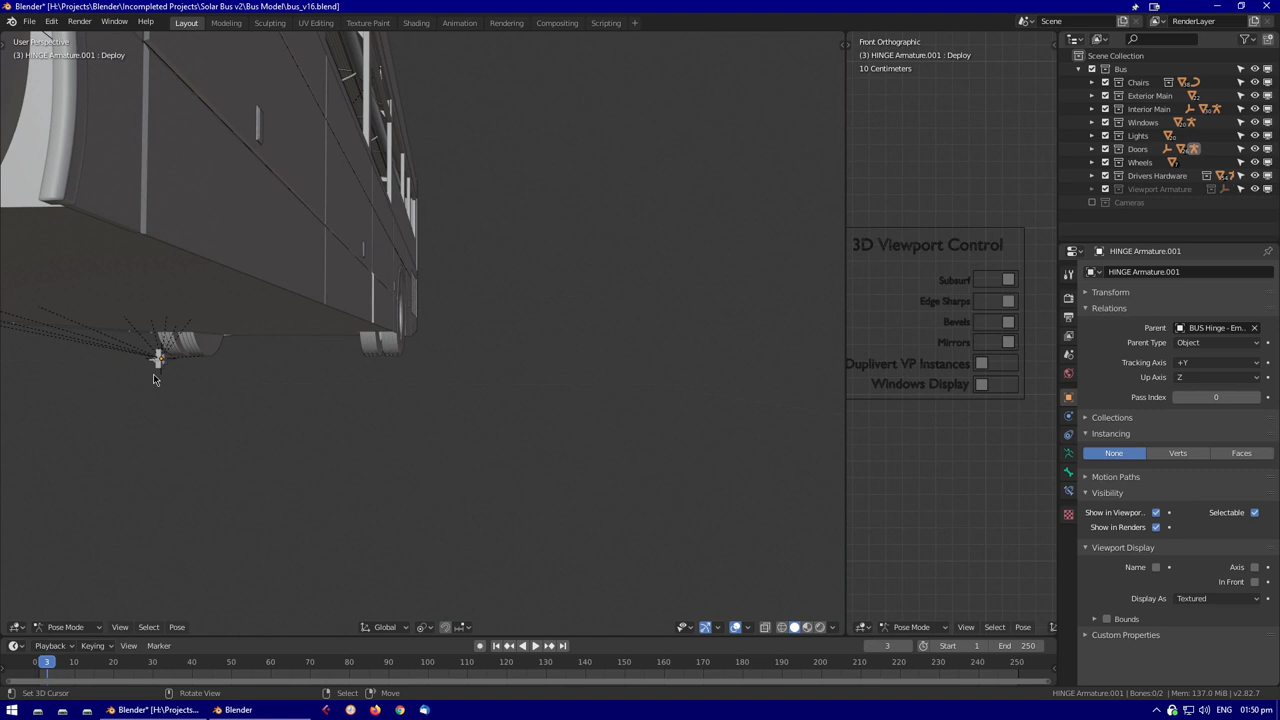 Blender* [H:\Projects\Blender\Incompleted Projects\Solar Bus v2\Bus Model\bus_v16.blend]
File Edit Render Window Help
Layout Modeling Sculpting UV Editing Texture Paint Shading Animation Rendering Compositing Scripting
Scene
RenderLayer
User Perspective
(3) HINGE Armature.001 : Deploy
Front Orthographic
(3) HINGE Armature.001 : Deploy
10 Centimeters
3D Viewport Control
Subsurf
Edge Sharps
Bevels
Mirrors
Duplivert VP Instances
Windows Display
Scene Collection
Bus
Chairs
Exterior Main
Interior Main
Windows
Lights
Doors
Wheels
Drivers Hardware
Viewport Armature
Cameras
HINGE Armature.001
HINGE Armature.001
Transform
Relations
Parent BUS Hinge - Em...
Parent Type Object
Tracking Axis +Y
Up Axis Z
Pass Index 0
Collections
Instancing
None Verts Faces
Motion Paths
Visibility
Show in Viewpor.. Selectable
Show in Renders
Viewport Display
Name Axis
In Front
Display As Textured
Bounds
Custom Properties
Pose Mode View Select Pose Global
Pose Mode View Select Pose
Playback Keying View Marker
3 Start 1 End 250
0 3 10 20 30 40 50 60 70 80 90 100 110 120 130 140 150 160 170 180 190 200 210 220 230 240 250
Set 3D Cursor Rotate View Select Move
HINGE Armature.001 | Bones:0/2 | Mem: 137.0 MiB | v2.82.7
Blender* [H:\Projects... Blender
ENG 01:50 pm